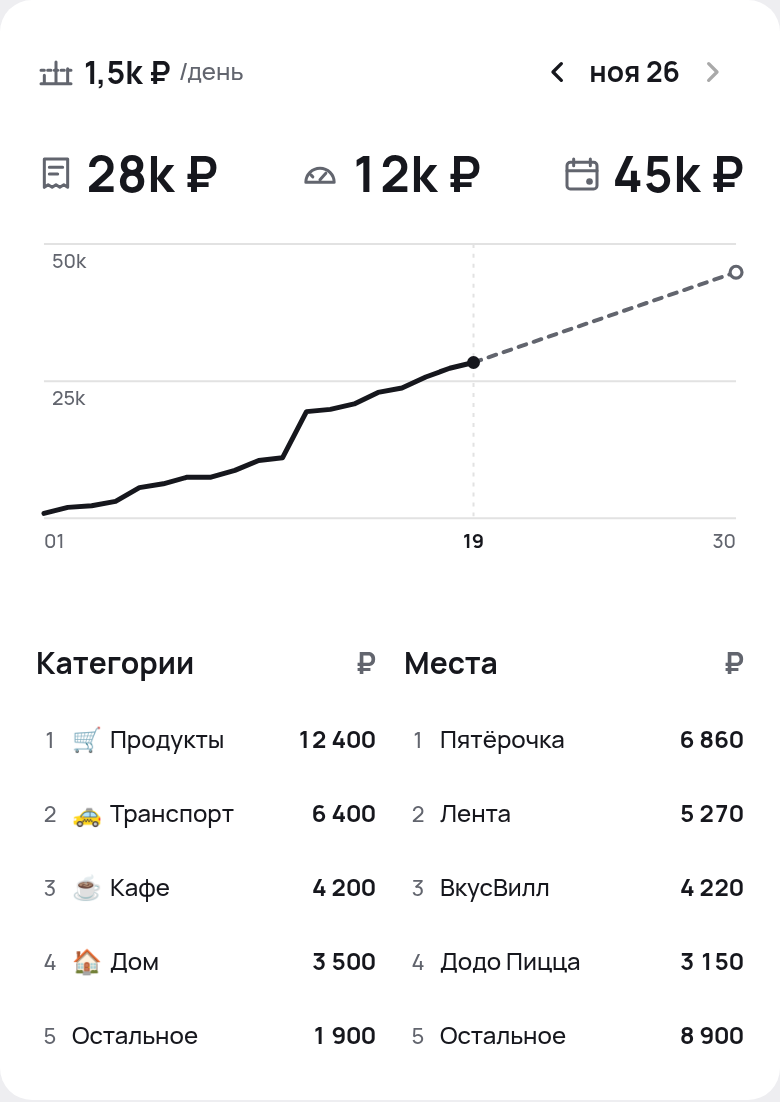 1,5k ₽ /день
ноя 26
28k ₽ 12k ₽ 45k ₽
50k
25k
01 19 30
Категории ₽
1 🛒 Продукты 12 400
2 🚕 Транспорт 6 400
3 ☕ Кафе 4 200
4 🏠 Дом 3 500
5 Остальное 1 900
Места ₽
1 Пятёрочка 6 860
2 Лента 5 270
3 ВкусВилл 4 220
4 Додо Пицца 3 150
5 Остальное 8 900